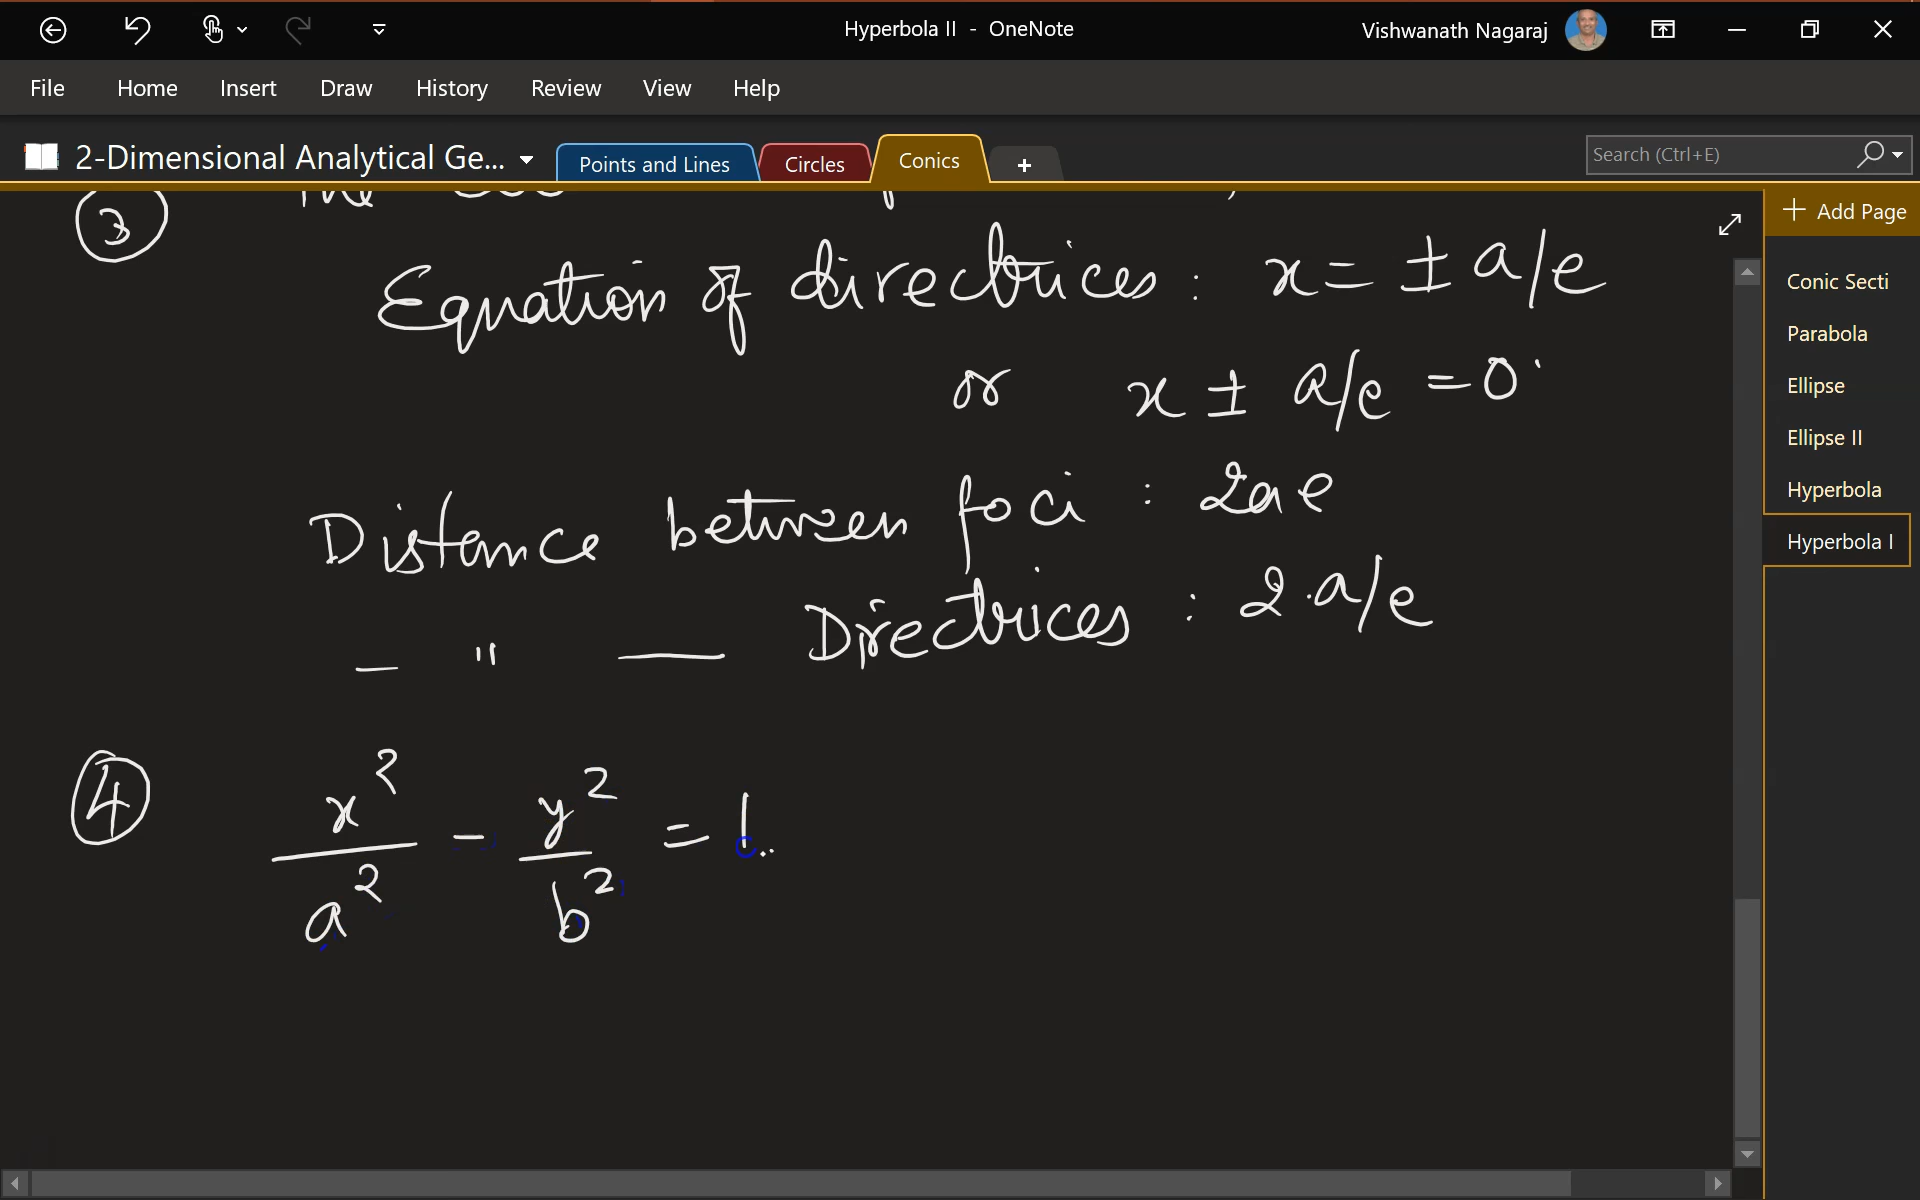 Hyperbola II - OneNote
Vishwanath Nagaraj
File Home Insert Draw History Review View Help
2-Dimensional Analytical Ge...
Points and Lines
Circles
Conics
+
Search (Ctrl+E)
+ Add Page
Conic Secti
Parabola
Ellipse
Ellipse II
Hyperbola
Hyperbola I
③ The
Equation of directrices : x = ± a/e
or x ± a/e = 0
Distance between foci : 2ae
— " — Directrices : 2·a/e
④ x²/a² - y²/b² = 1.